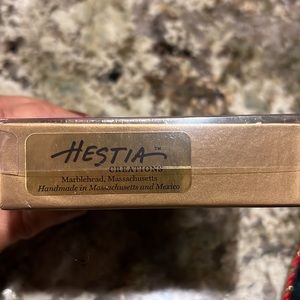 HESTIA™
CREATIONS
Marblehead, Massachusetts
Handmade in Massachusetts and Mexico